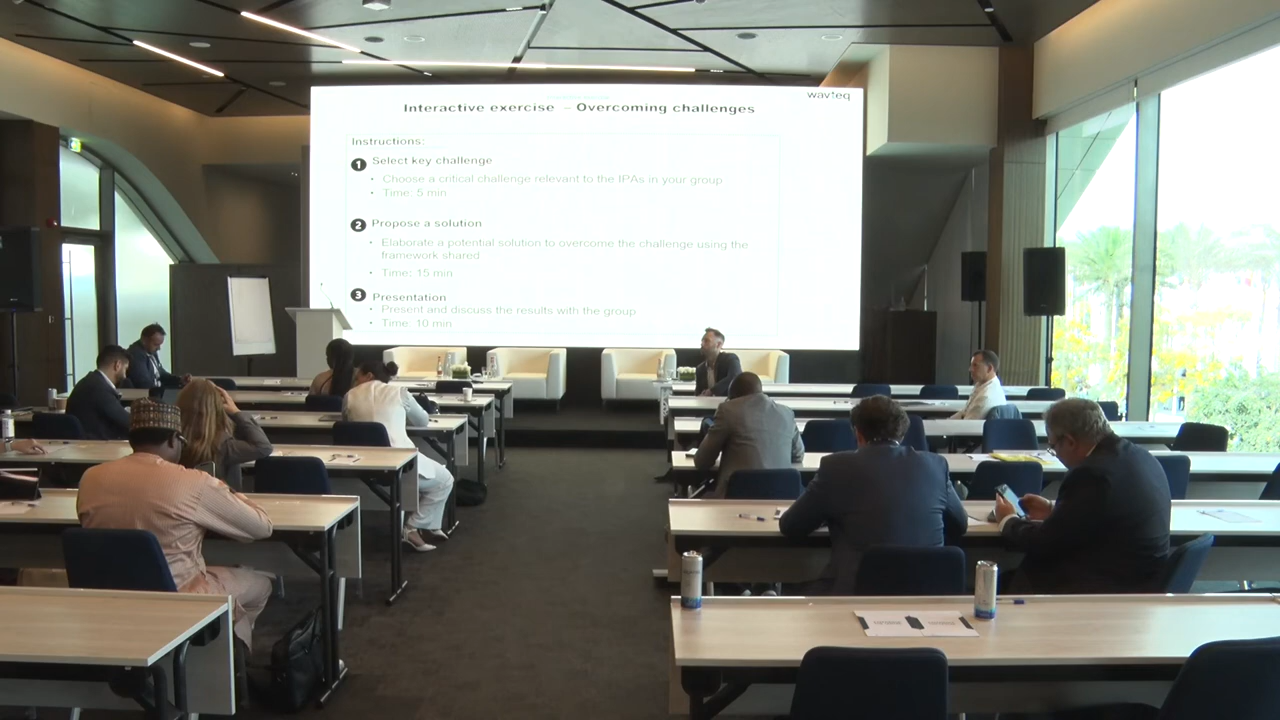 wavteq
Interactive exercise – Overcoming challenges
Instructions:
1 Select key challenge
• Choose a critical challenge relevant to the IPAs in your group
• Time: 5 min
2 Propose a solution
• Elaborate a potential solution to overcome the challenge using the
framework shared
• Time: 15 min
3 Presentation
• Present and discuss the results with the group
• Time: 10 min